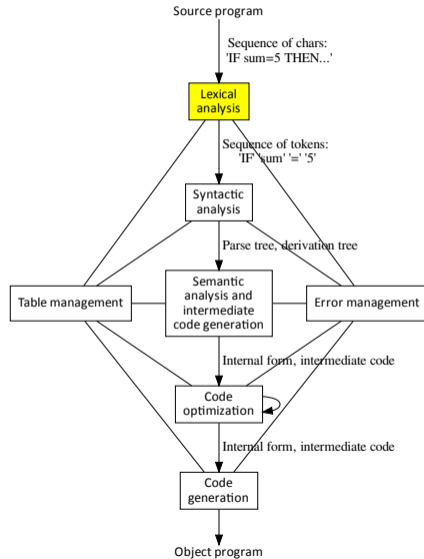 Source program
Sequence of chars:
'IF sum=5 THEN...'
Lexical
analysis
Sequence of tokens:
'IF' 'sum' '=' '5'
Syntactic
analysis
Parse tree, derivation tree
Table management
Semantic
analysis and
intermediate
code generation
Error management
Internal form, intermediate code
Code
optimization
Internal form, intermediate code
Code
generation
Object program